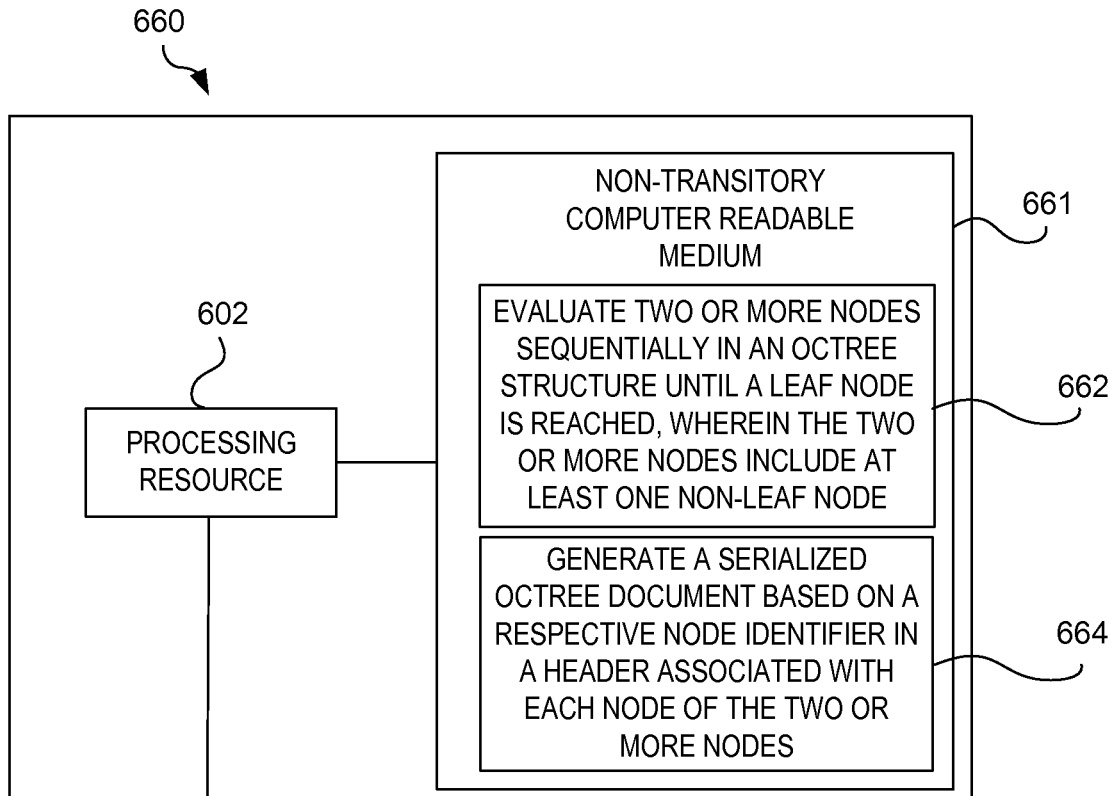 660
NON-TRANSITORY
COMPUTER READABLE
MEDIUM
661
602
PROCESSING
RESOURCE
EVALUATE TWO OR MORE NODES
SEQUENTIALLY IN AN OCTREE
STRUCTURE UNTIL A LEAF NODE
IS REACHED, WHEREIN THE TWO
OR MORE NODES INCLUDE AT
LEAST ONE NON-LEAF NODE
662
GENERATE A SERIALIZED
OCTREE DOCUMENT BASED ON A
RESPECTIVE NODE IDENTIFIER IN
A HEADER ASSOCIATED WITH
EACH NODE OF THE TWO OR
MORE NODES
664